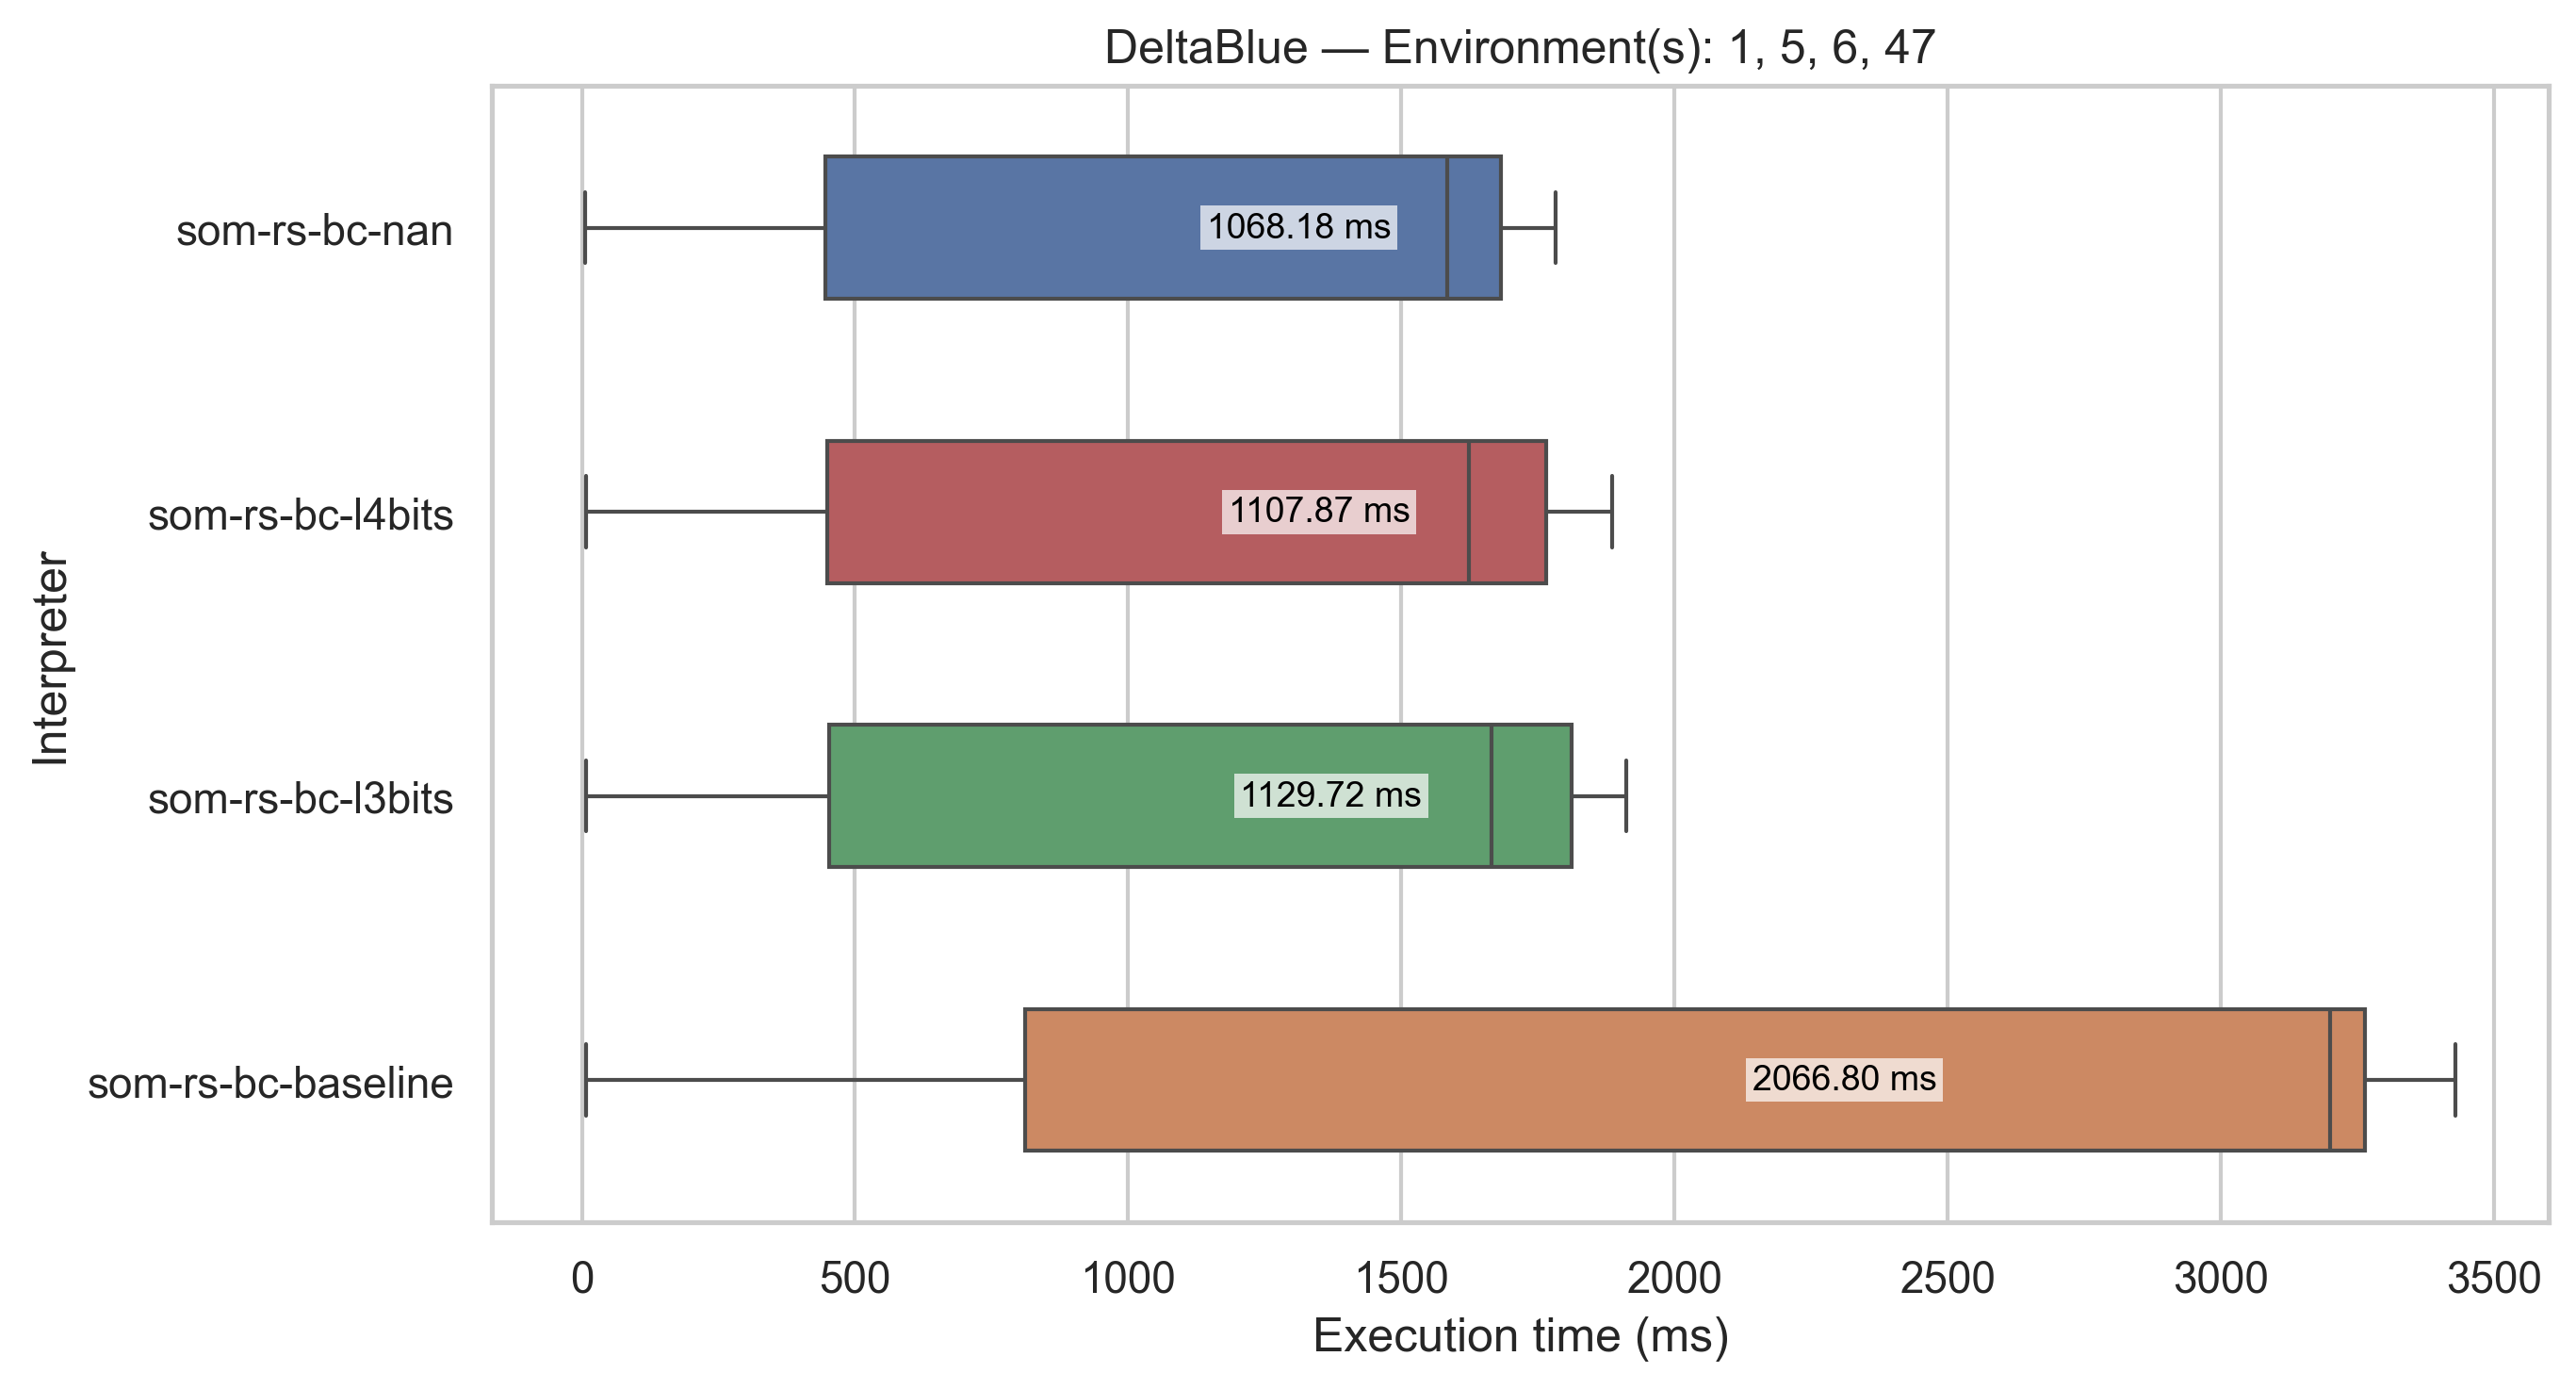 DeltaBlue — Environment(s): 1, 5, 6, 47
Interpreter
som-rs-bc-nan
1068.18 ms
som-rs-bc-l4bits
1107.87 ms
som-rs-bc-l3bits
1129.72 ms
som-rs-bc-baseline
2066.80 ms
0 500 1000 1500 2000 2500 3000 3500
Execution time (ms)